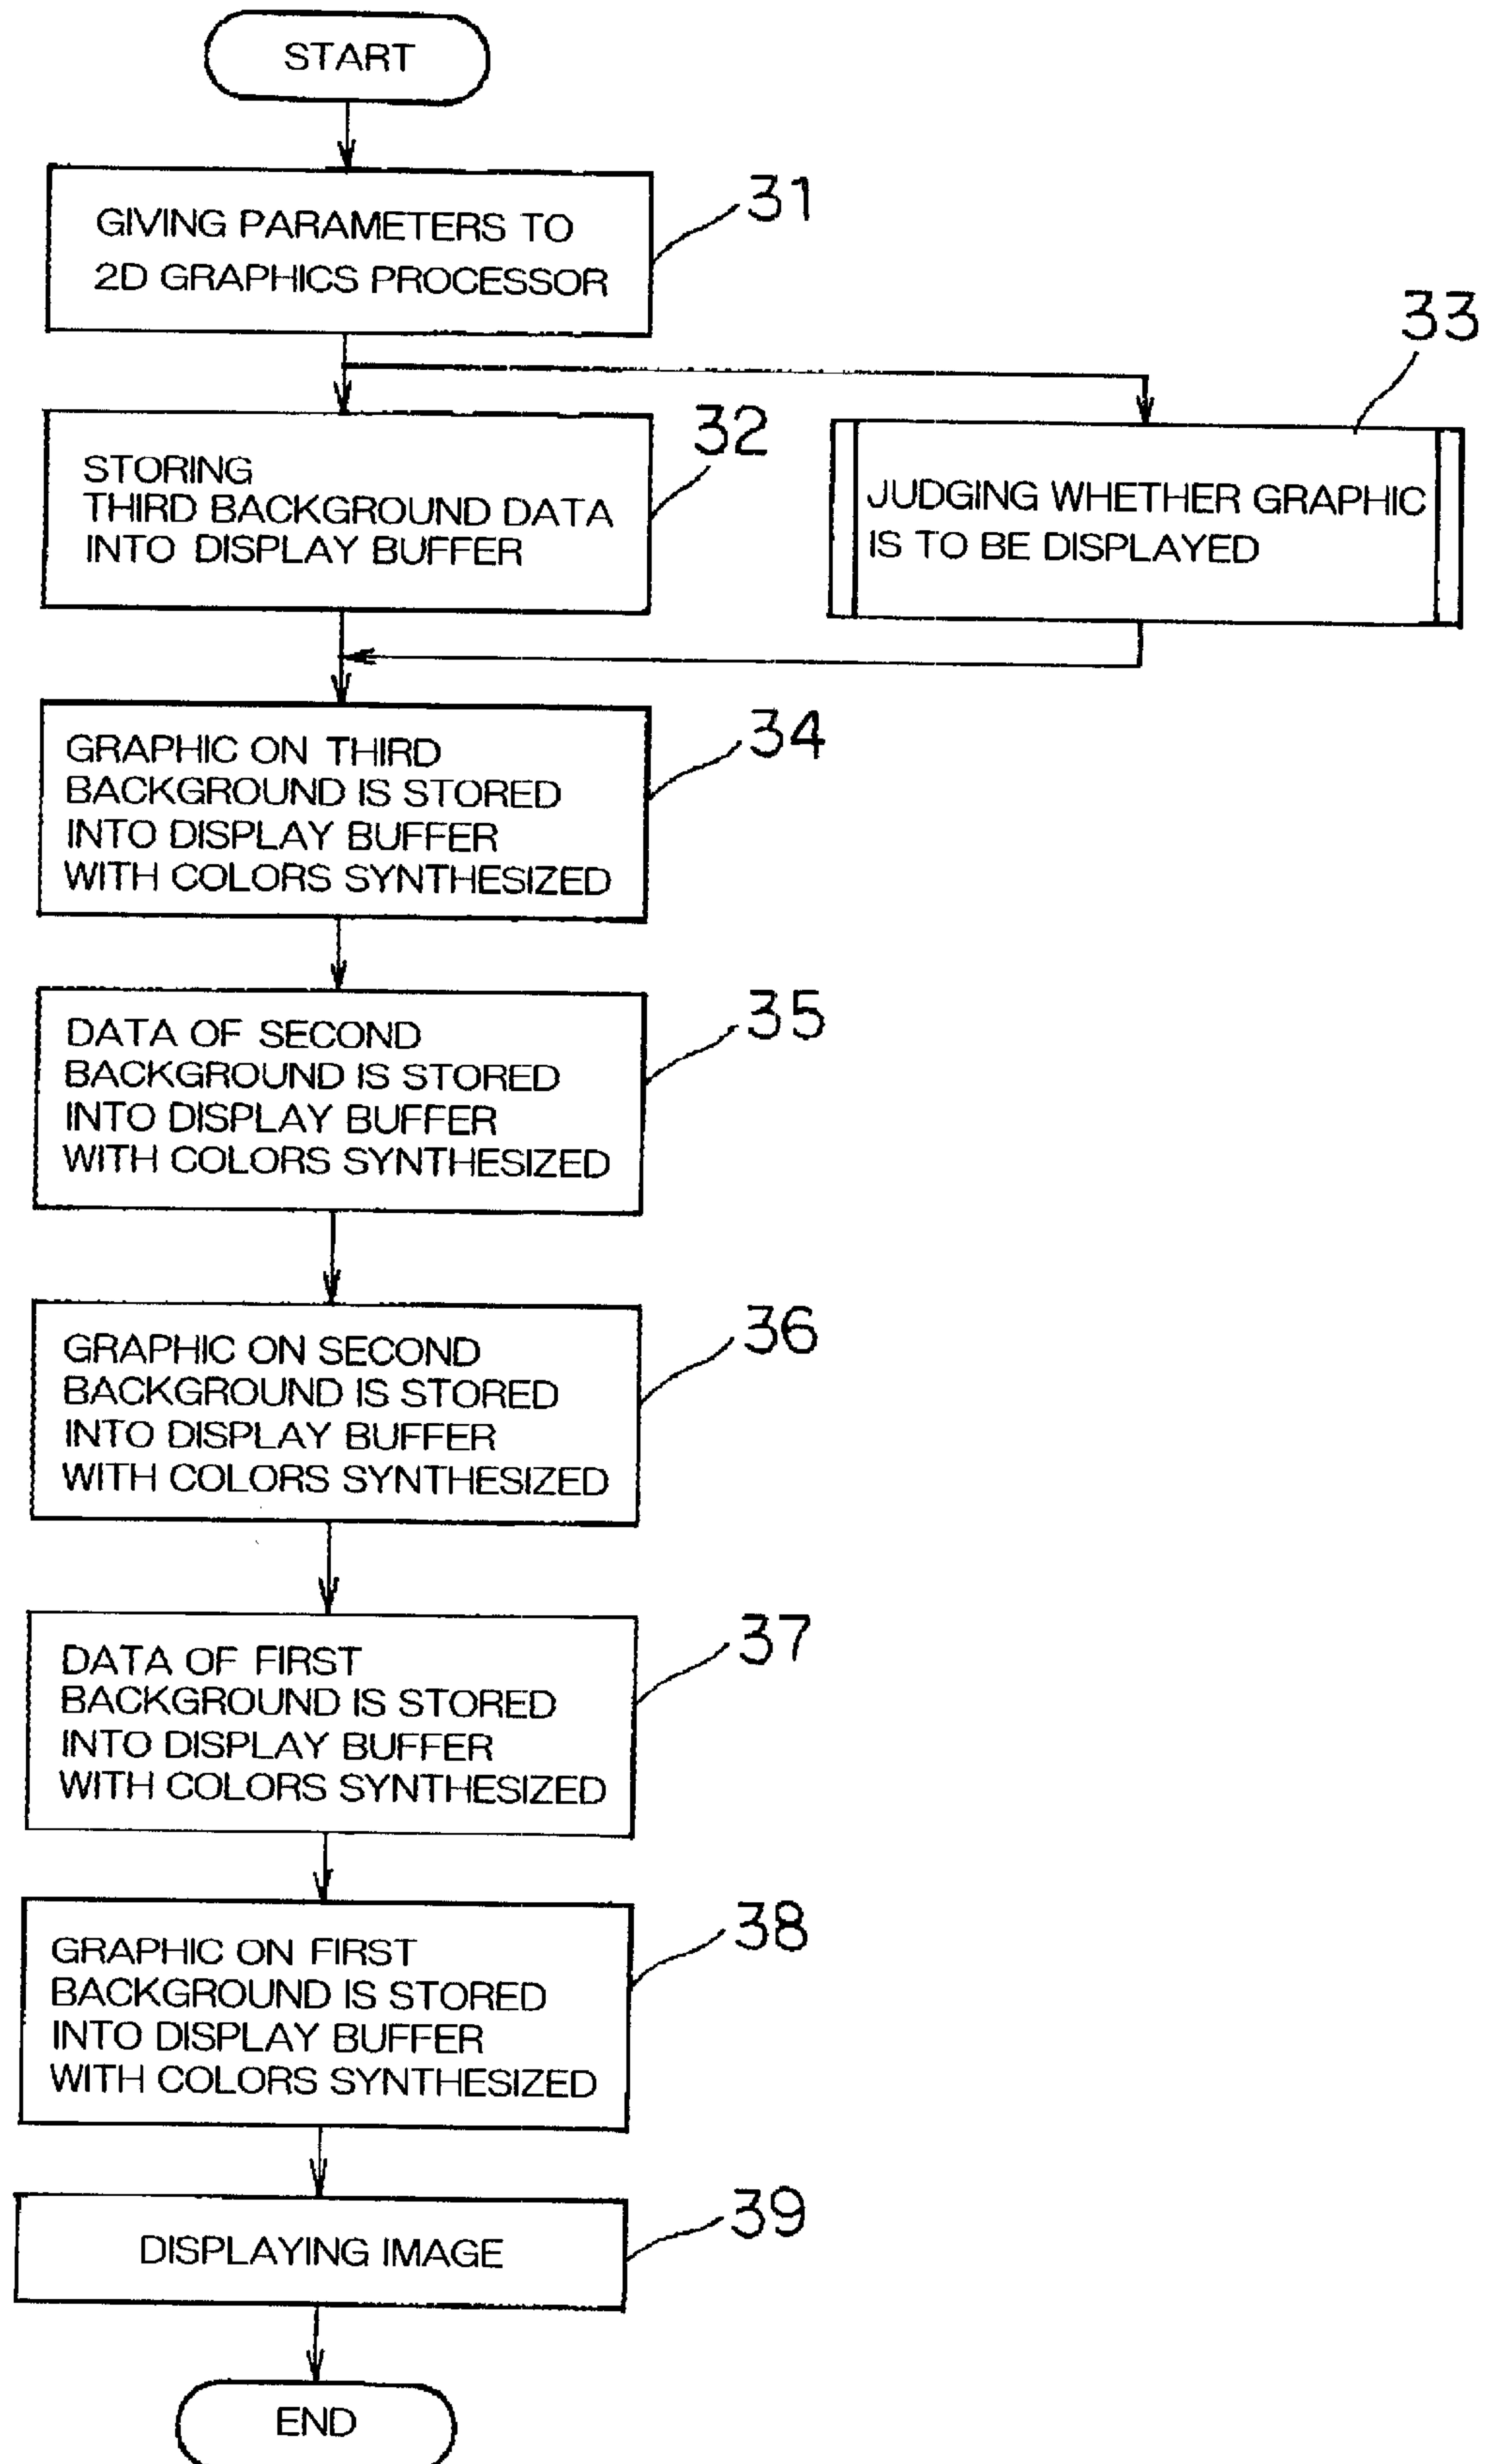 START
GIVING PARAMETERS TO
2D GRAPHICS PROCESSOR
31
33
STORING
THIRD BACKGROUND DATA
INTO DISPLAY BUFFER
32
JUDGING WHETHER GRAPHIC
IS TO BE DISPLAYED
GRAPHIC ON THIRD
BACKGROUND IS STORED
INTO DISPLAY BUFFER
WITH COLORS SYNTHESIZED
34
DATA OF SECOND
BACKGROUND IS STORED
INTO DISPLAY BUFFER
WITH COLORS SYNTHESIZED
35
GRAPHIC ON SECOND
BACKGROUND IS STORED
INTO DISPLAY BUFFER
WITH COLORS SYNTHESIZED
36
DATA OF FIRST
BACKGROUND IS STORED
INTO DISPLAY BUFFER
WITH COLORS SYNTHESIZED
37
GRAPHIC ON FIRST
BACKGROUND IS STORED
INTO DISPLAY BUFFER
WITH COLORS SYNTHESIZED
38
DISPLAYING IMAGE
39
END